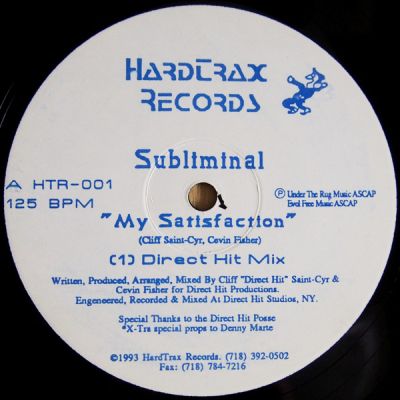 HardTrax
Records
Subliminal
A HTR-001
125 BPM
℗ Under The Rug Music ASCAP
Evol Free Music ASCAP
"My Satisfaction"
(Cliff Saint-Cyr, Cevin Fisher)
(1) Direct Hit Mix
Written, Produced, Arranged, Mixed By Cliff "Direct Hit" Saint-Cyr &
Cevin Fisher for Direct Hit Productions.
Engeneered, Recorded & Mixed At Direct Hit Studios, NY.
Special Thanks to the Direct Hit Posse
*X-Tra special props to Denny Marte
©1993 HardTrax Records. (718) 392-0502
Fax: (718) 784-7216